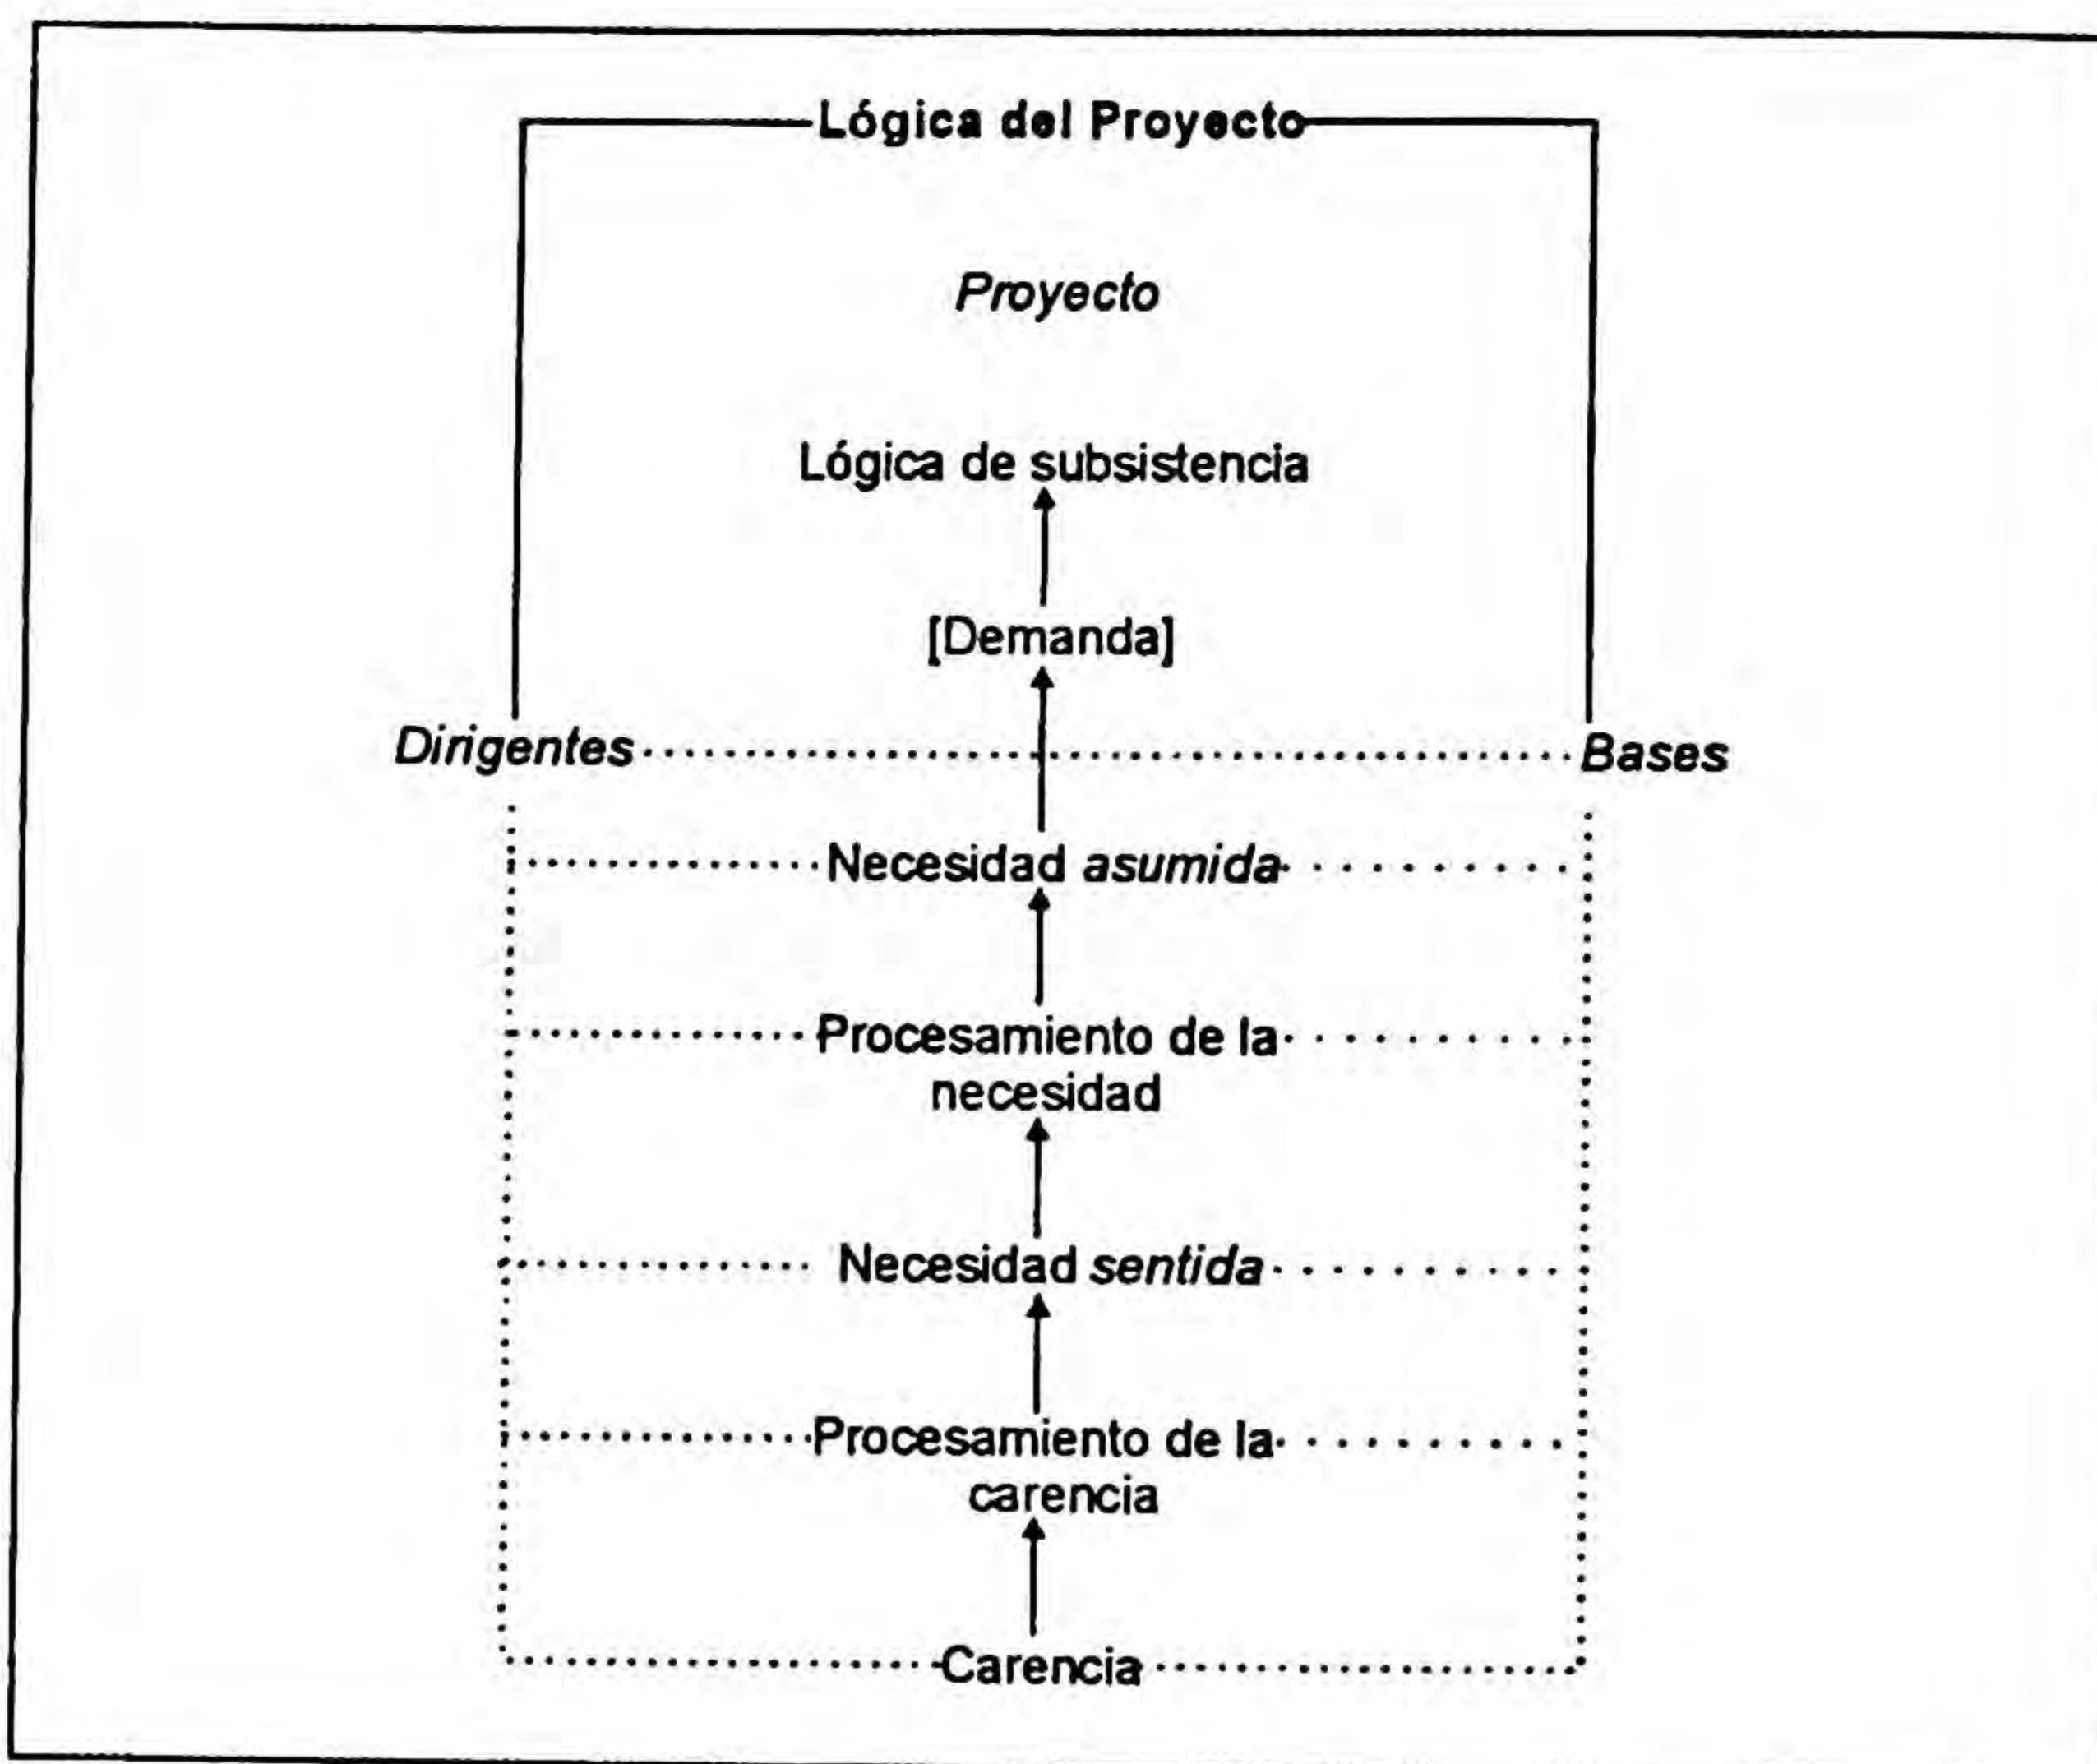 Lógica del Proyecto
Proyecto
Lógica de subsistencia
[Demanda]
Dirigentes
Bases
Necesidad asumida
Procesamiento de la
necesidad
Necesidad sentida
Procesamiento de la
carencia
Carencia